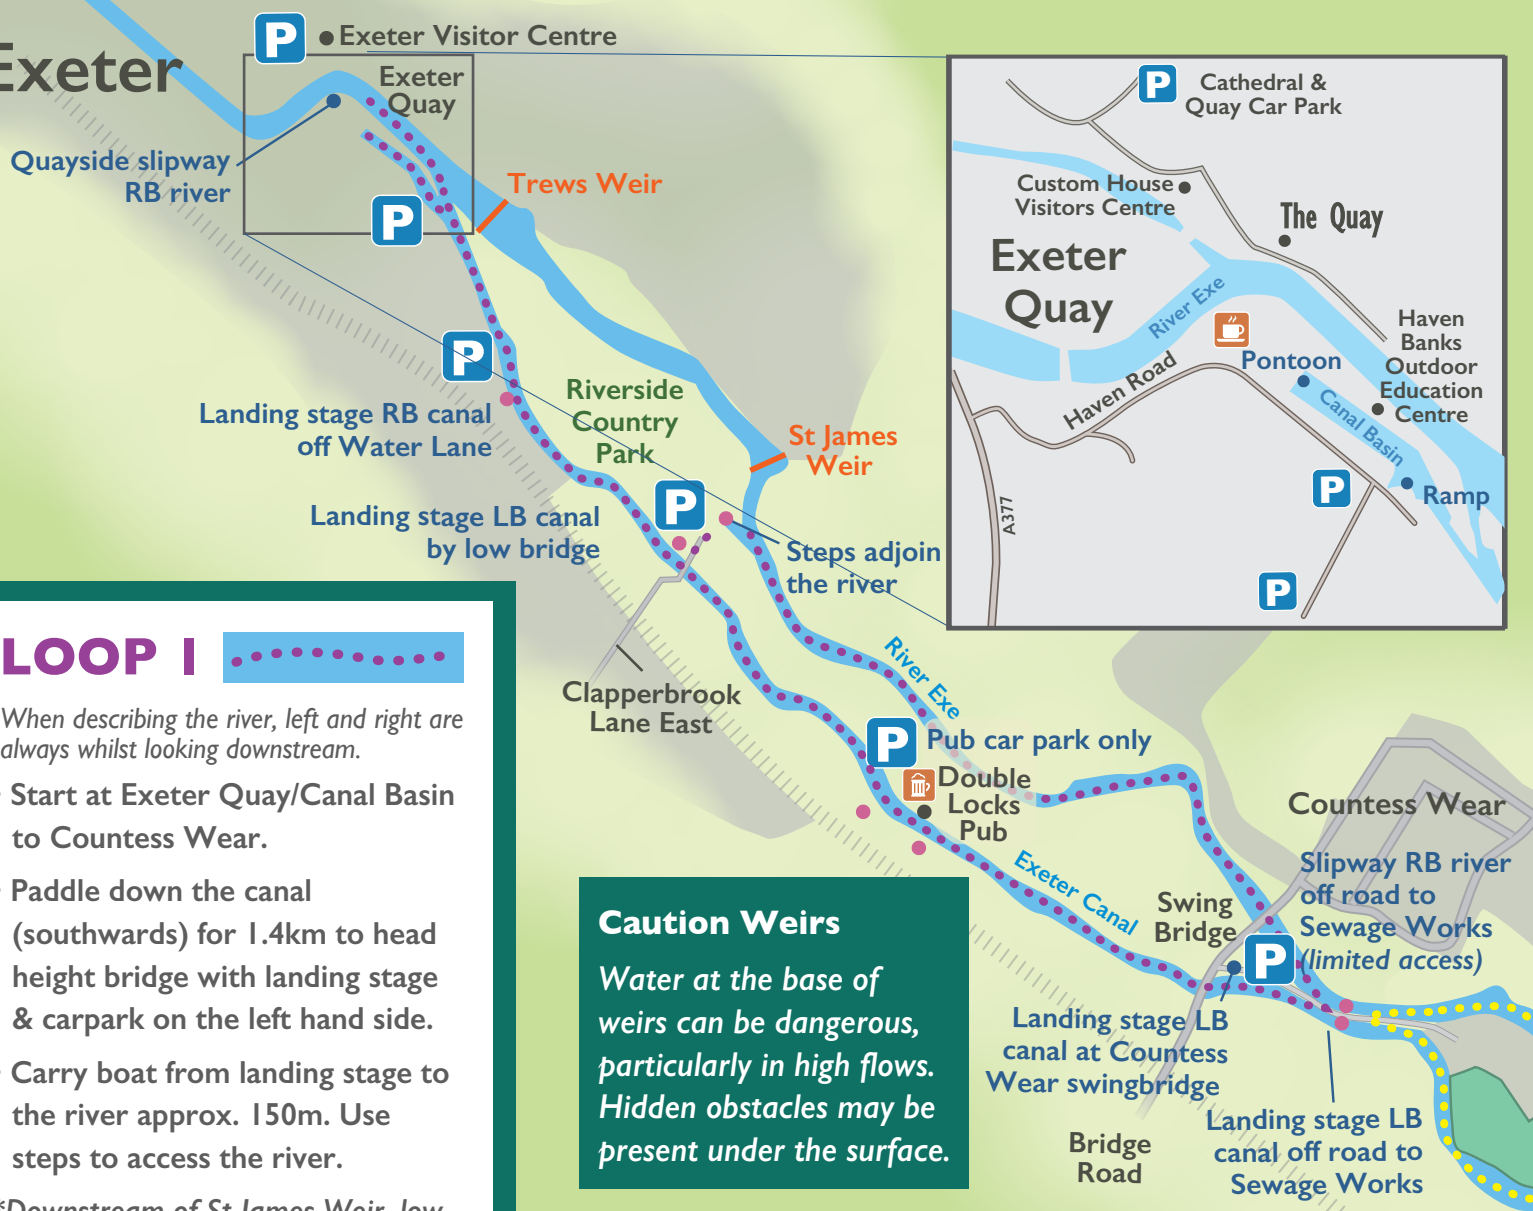 Exeter
P
Exeter Visitor Centre
Exeter
Quay
Quayside slipway
RB river
P
Trews Weir
P
Landing stage RB canal
off Water Lane
Riverside
Country
Park
St James
Weir
P
Landing stage LB canal
by low bridge
Steps adjoin
the river
Clapperbrook
Lane East
River Exe
P
Pub car park only
Double
Locks
Pub
Exeter Canal
Countess Wear
Swing
Bridge
P
Slipway RB river
off road to
Sewage Works
(limited access)
Landing stage LB
canal at Countess
Wear swingbridge
Bridge
Road
Landing stage LB
canal off road to
Sewage Works
P
Cathedral &
Quay Car Park
Custom House
Visitors Centre
The Quay
Exeter
Quay
River Exe
Haven Road
Pontoon
Haven
Banks
Outdoor
Education
Centre
Canal Basin
P
Ramp
A377
P
LOOP 1
When describing the river, left and right are
always whilst looking downstream.
Start at Exeter Quay/Canal Basin
to Countess Wear.
Paddle down the canal
(southwards) for 1.4km to head
height bridge with landing stage
& carpark on the left hand side.
Carry boat from landing stage to
the river approx. 150m. Use
steps to access the river.
*Downstream of St James Weir, low
Caution Weirs
Water at the base of
weirs can be dangerous,
particularly in high flows.
Hidden obstacles may be
present under the surface.